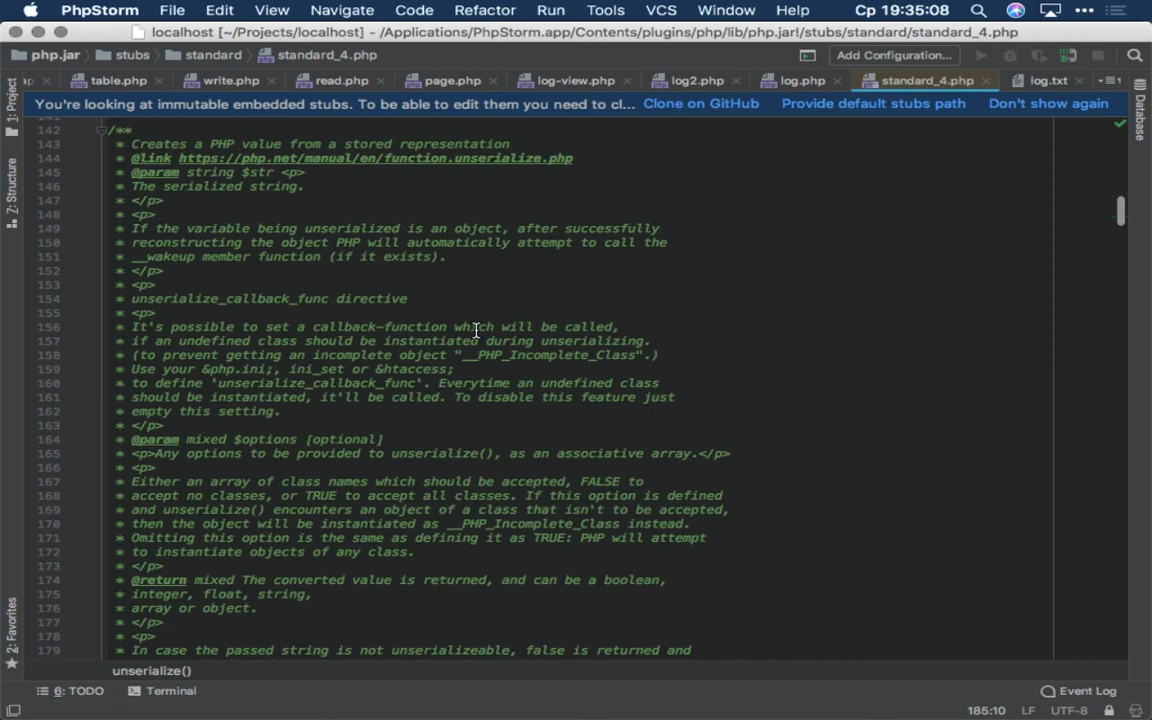 PhpStorm File Edit View Navigate Code Refactor Run Tools VCS Window Help Ср 19:35:08
localhost [~/Projects/localhost] - /Applications/PhpStorm.app/Contents/plugins/php/lib/php.jar!/stubs/standard/standard_4.php
php.jar stubs standard standard_4.php Add Configuration...
table.php write.php read.php page.php log-view.php log2.php log.php standard_4.php log.txt
You're looking at immutable embedded stubs. To be able to edit them you need to cl... Clone on GitHub Provide default stubs path Don't show again
1: Project
Z: Structure
2: Favorites
Database
142 /**
143 * Creates a PHP value from a stored representation
144 * @link https://php.net/manual/en/function.unserialize.php
145 * @param string $str <p>
146 * The serialized string.
147 * </p>
148 * <p>
149 * If the variable being unserialized is an object, after successfully
150 * reconstructing the object PHP will automatically attempt to call the
151 * __wakeup member function (if it exists).
152 * </p>
153 * <p>
154 * unserialize_callback_func directive
155 * <p>
156 * It's possible to set a callback-function which will be called,
157 * if an undefined class should be instantiated during unserializing.
158 * (to prevent getting an incomplete object "__PHP_Incomplete_Class".)
159 * Use your &php.ini;, ini_set or &htaccess;
160 * to define 'unserialize_callback_func'. Everytime an undefined class
161 * should be instantiated, it'll be called. To disable this feature just
162 * empty this setting.
163 * </p>
164 * @param mixed $options [optional]
165 * <p>Any options to be provided to unserialize(), as an associative array.</p>
166 * <p>
167 * Either an array of class names which should be accepted, FALSE to
168 * accept no classes, or TRUE to accept all classes. If this option is defined
169 * and unserialize() encounters an object of a class that isn't to be accepted,
170 * then the object will be instantiated as __PHP_Incomplete_Class instead.
171 * Omitting this option is the same as defining it as TRUE: PHP will attempt
172 * to instantiate objects of any class.
173 * </p>
174 * @return mixed The converted value is returned, and can be a boolean,
175 * integer, float, string,
176 * array or object.
177 * </p>
178 * <p>
179 * In case the passed string is not unserializeable, false is returned and
unserialize()
6: TODO Terminal Event Log
185:10 LF UTF-8